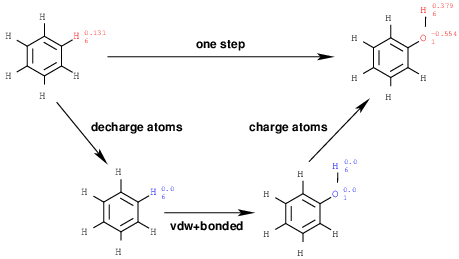 H
H
H 0.131
6
H
H
H
one step
H 0.379
6
H
O -0.554
1
H
H
H
H
decharge atoms
charge atoms
H
H
H 0.0
6
H
H
H
vdw+bonded
H 0.0
6
H
O 0.0
1
H
H
H
H